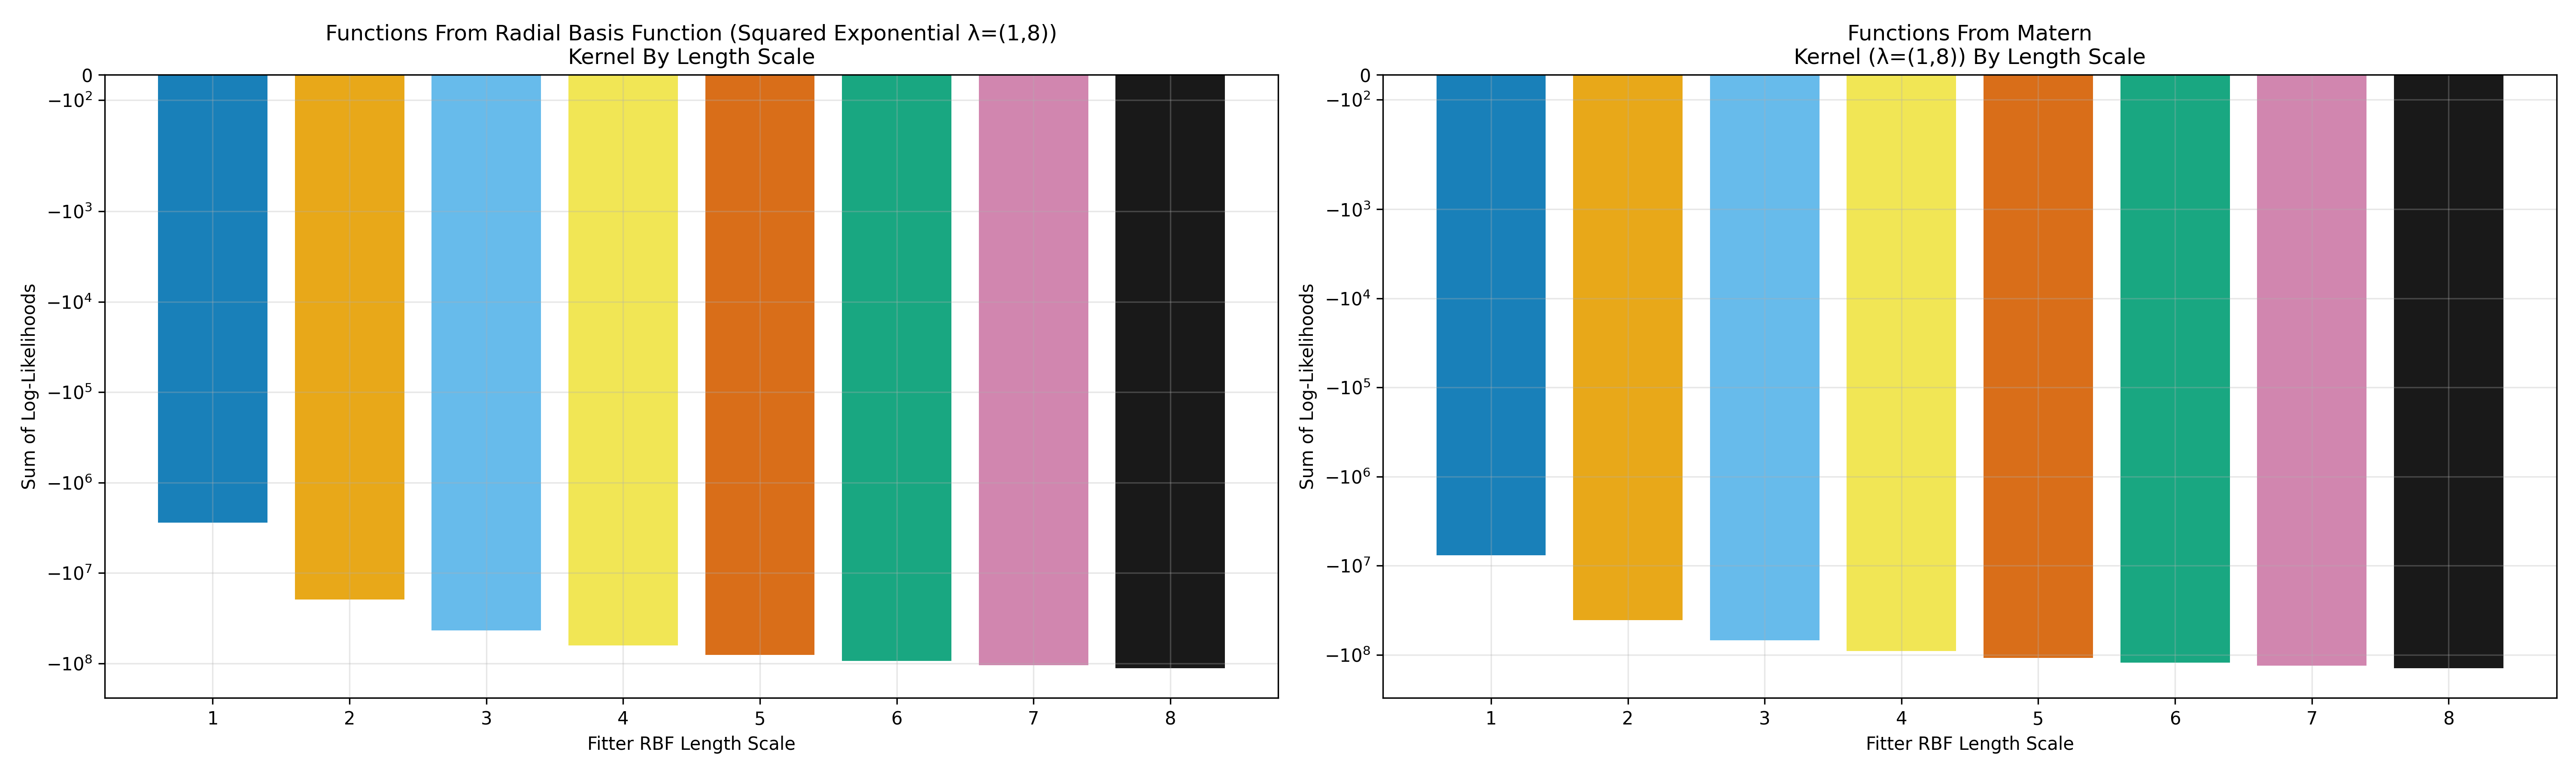 Functions From Radial Basis Function (Squared Exponential λ=(1,8))
Kernel By Length Scale
0
−10²
−10³
−10⁴
−10⁵
−10⁶
−10⁷
−10⁸
Sum of Log-Likelihoods
1 2 3 4 5 6 7 8
Fitter RBF Length Scale
Functions From Matern
Kernel (λ=(1,8)) By Length Scale
0
−10²
−10³
−10⁴
−10⁵
−10⁶
−10⁷
−10⁸
Sum of Log-Likelihoods
1 2 3 4 5 6 7 8
Fitter RBF Length Scale